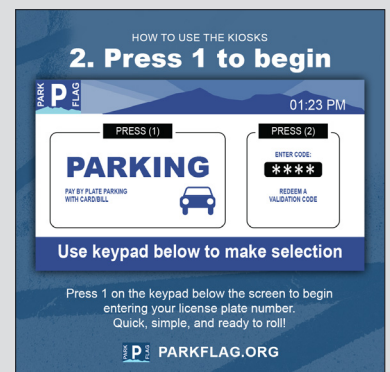 HOW TO USE THE KIOSKS
2. Press 1 to begin
PARK P FLAG
01:23 PM
PRESS (1)
PARKING
PAY BY PLATE PARKING
WITH CARD/BILL
PRESS (2)
ENTER CODE:
****
REDEEM A
VALIDATION CODE
Use keypad below to make selection
Press 1 on the keypad below the screen to begin
entering your license plate number.
Quick, simple, and ready to roll!
PARK P FLAG PARKFLAG.ORG